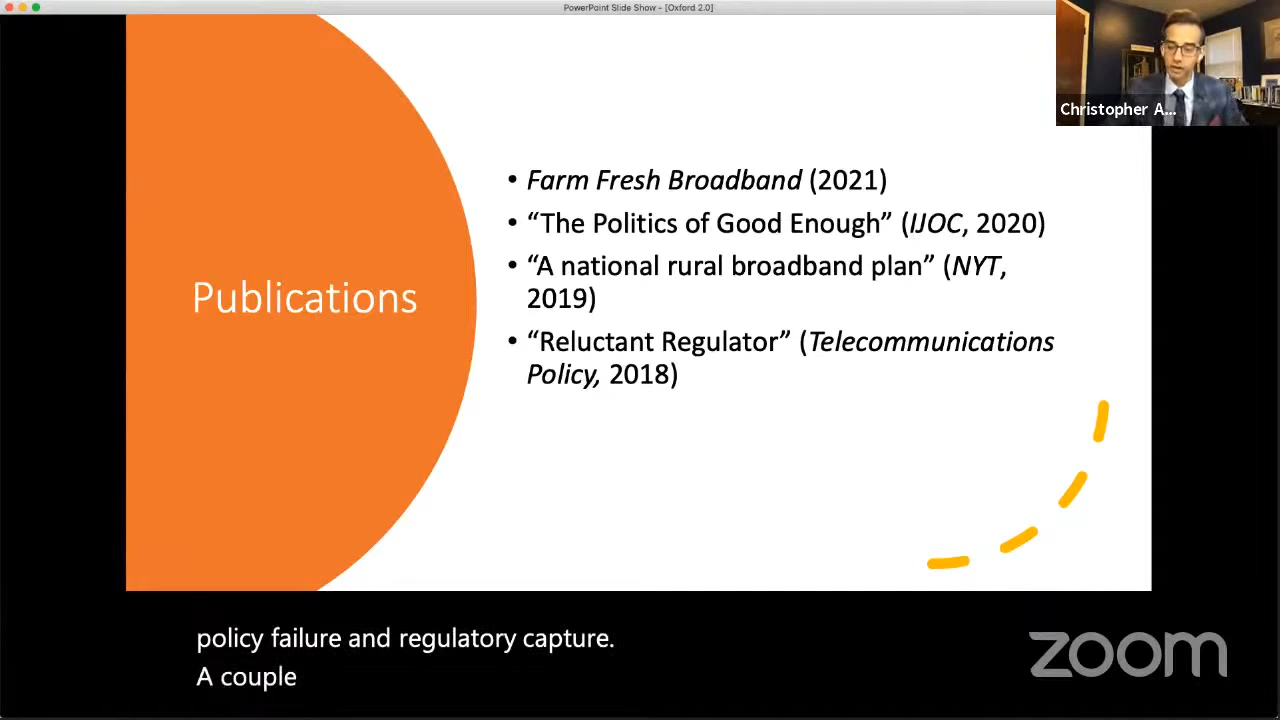 PowerPoint Slide Show - [Oxford 2.0]
Christopher A...
Publications
• Farm Fresh Broadband (2021)
• “The Politics of Good Enough” (IJOC, 2020)
• “A national rural broadband plan” (NYT,
2019)
• “Reluctant Regulator” (Telecommunications
Policy, 2018)
policy failure and regulatory capture.
A couple
zoom